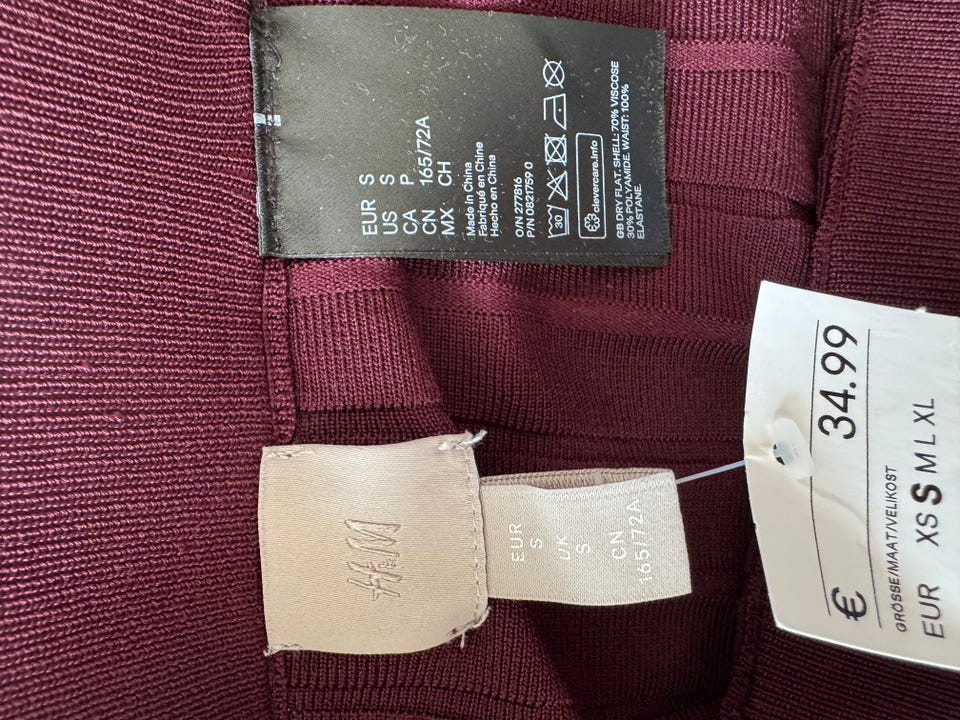 EUR S
US S
CA P
CN 165/72A
MX CH
Made in China
Fabriqué en Chine
Hecho en China
O/N 277816
P/N 0821759 0
30
clevercare.info
GB DRY FLAT. SHELL: 70% VISCOSE
30% POLYAMIDE. WAIST: 100%
ELASTANE.
H&M
EUR
S
UK
S
CN
165/72A
€ 34.99
GRÖSSE/MAAT/VELIKOST
EUR XS S M L XL